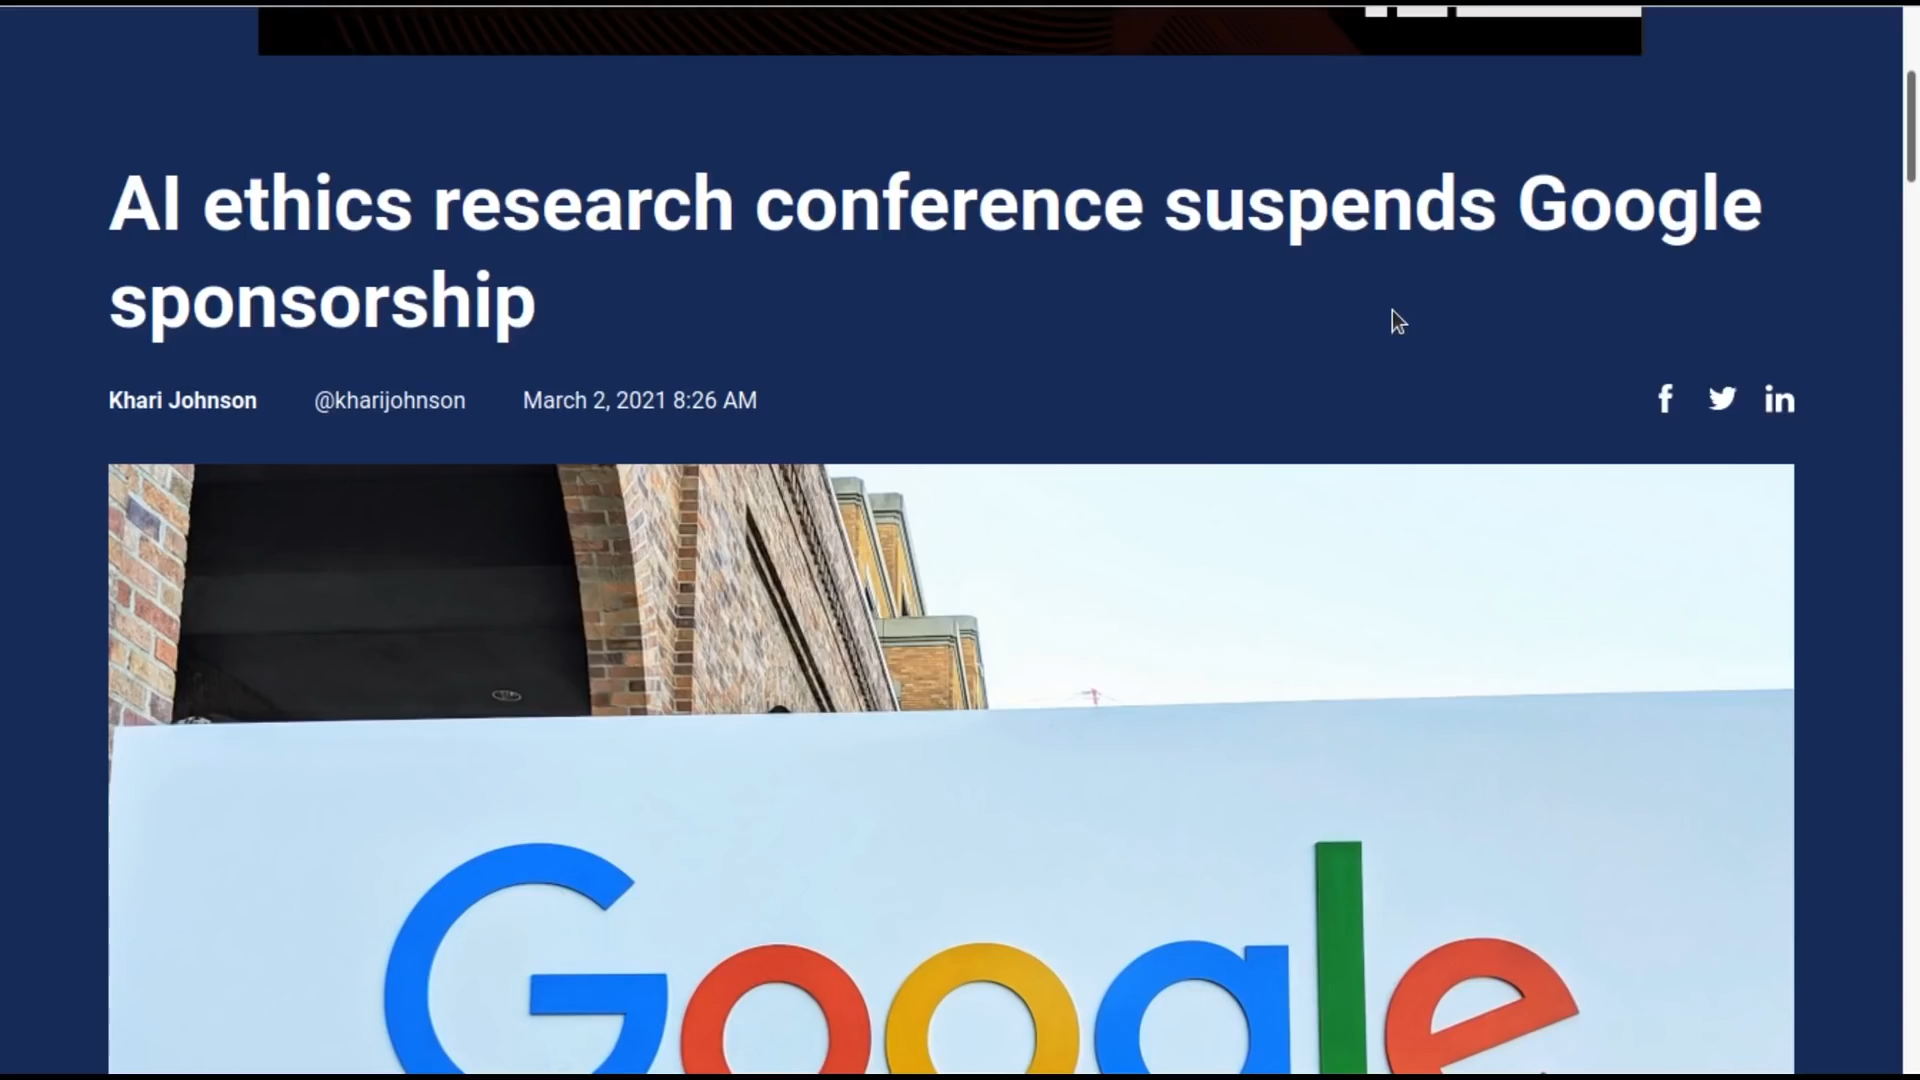 AI ethics research conference suspends Google
sponsorship
Khari Johnson @kharijohnson March 2, 2021 8:26 AM
Google